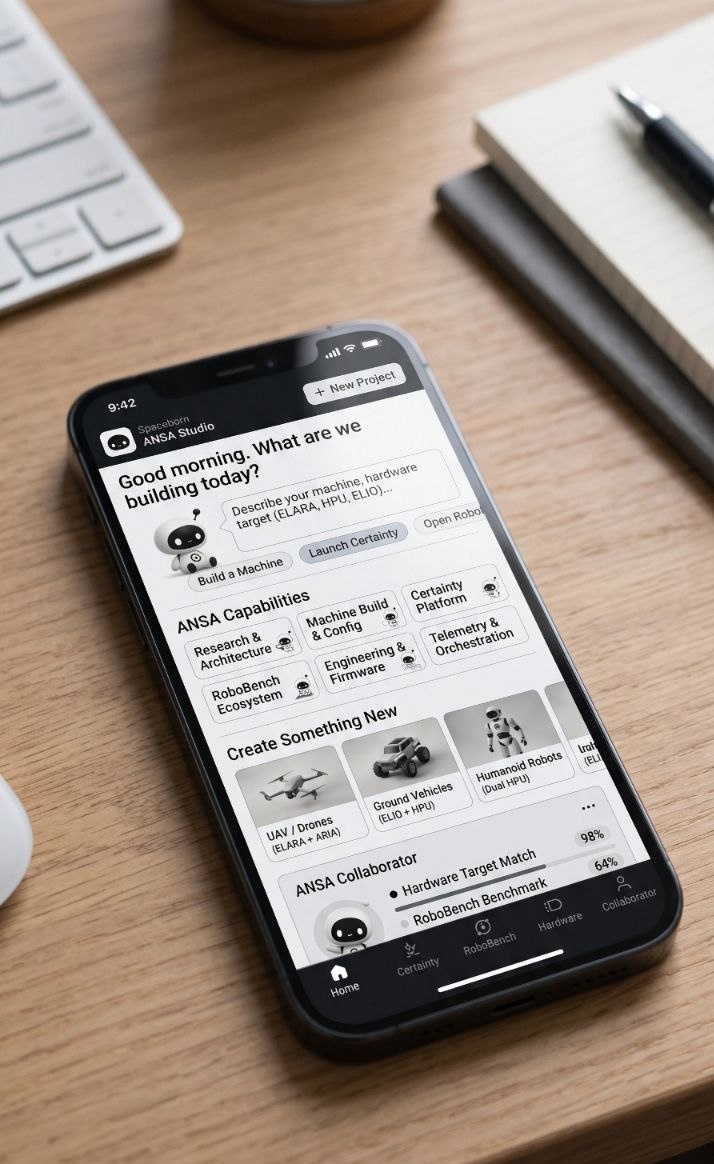 9:42
Spaceborn
ANSA Studio
+ New Project
Good morning. What are we
building today?
Describe your machine, hardware
target (ELARA, HPU, ELIO)...
Build a Machine
Launch Certainty
Open Robo
ANSA Capabilities
Research &
Architecture
Machine Build
& Config
Certainty
Platform
RoboBench
Ecosystem
Engineering &
Firmware
Telemetry &
Orchestration
Create Something New
UAV / Drones
(ELARA + ARIA)
Ground Vehicles
(ELIO + HPU)
Humanoid Robots
(Dual HPU)
(ELI
ANSA Collaborator
Hardware Target Match
98%
RoboBench Benchmark
64%
Home
Certainty
RoboBench
Hardware
Collaborator